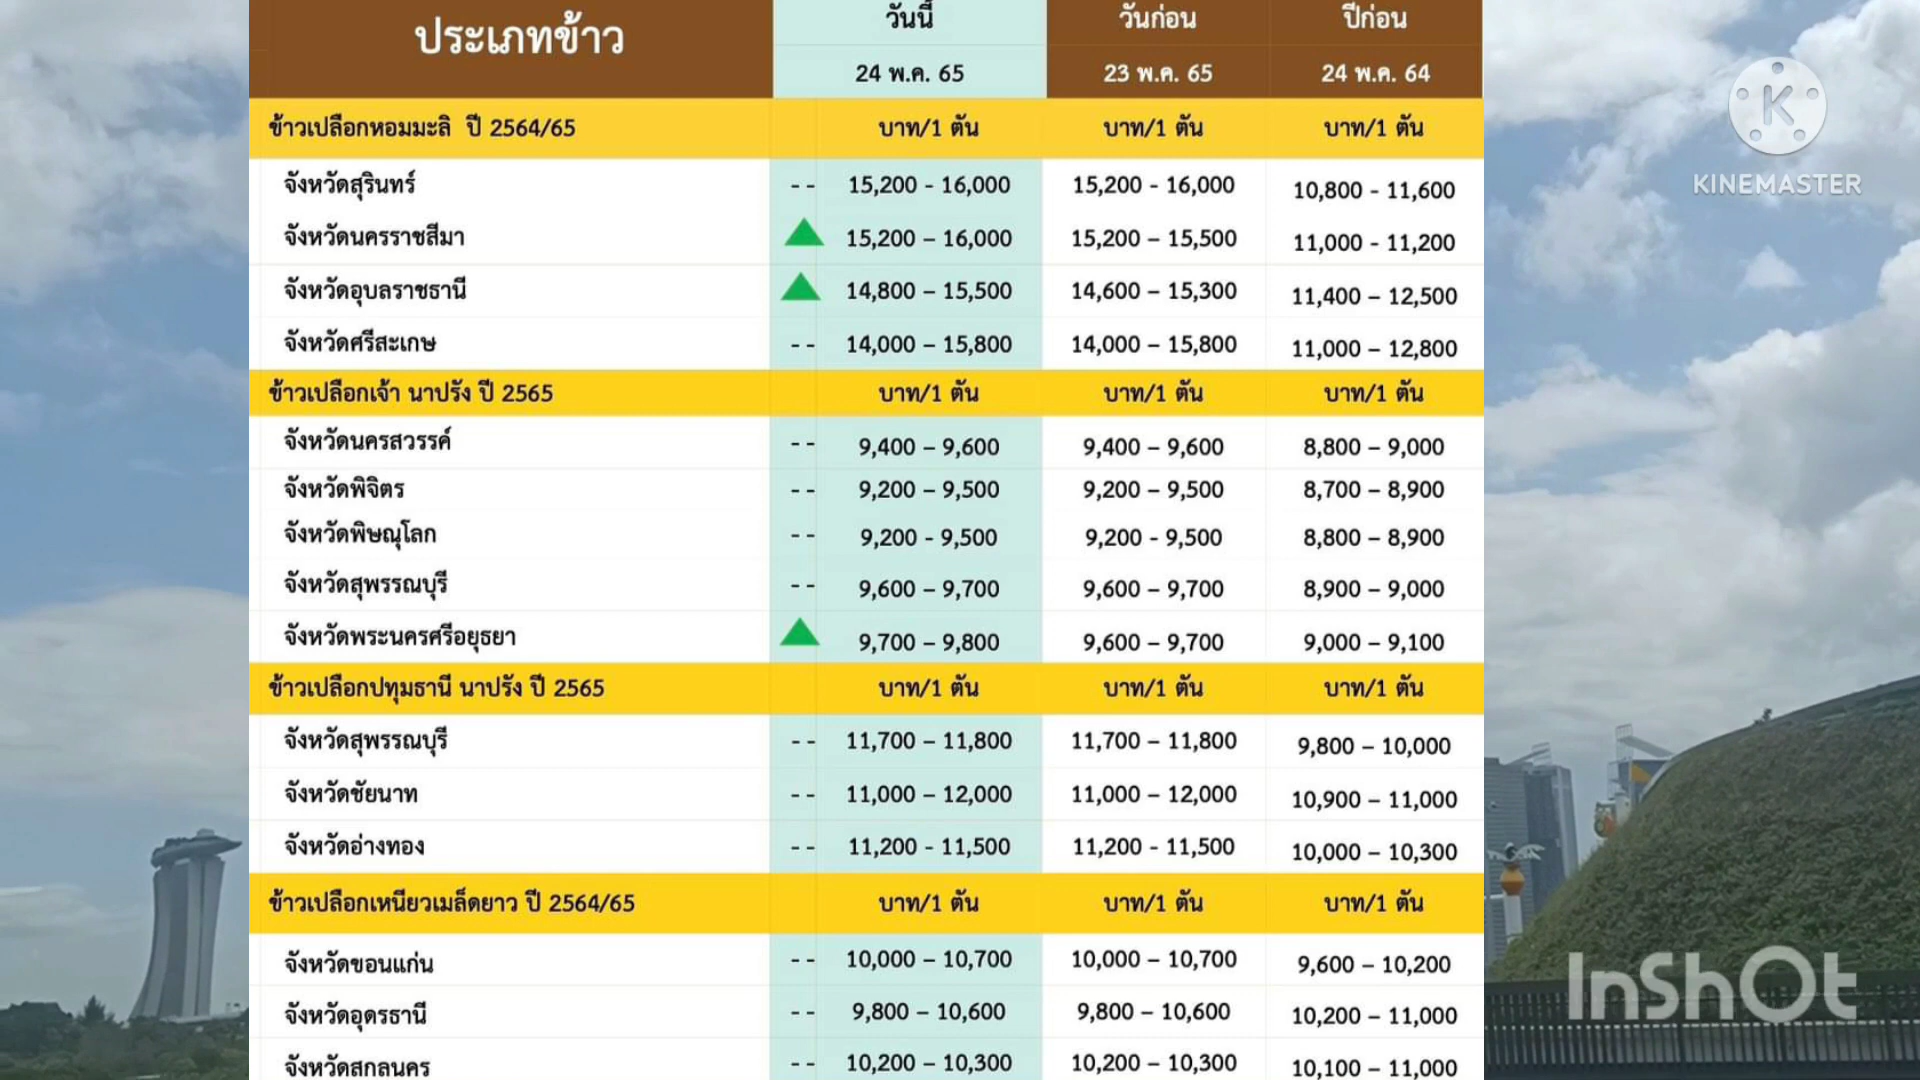 ประเภทข้าว วันนี้ วันก่อน ปีก่อน
24 พ.ค. 65 23 พ.ค. 65 24 พ.ค. 64
ข้าวเปลือกหอมมะลิ ปี 2564/65 บาท/1 ตัน บาท/1 ตัน บาท/1 ตัน
จังหวัดสุรินทร์ -- 15,200 - 16,000 15,200 - 16,000 10,800 - 11,600
จังหวัดนครราชสีมา 15,200 – 16,000 15,200 – 15,500 11,000 - 11,200
จังหวัดอุบลราชธานี 14,800 – 15,500 14,600 – 15,300 11,400 – 12,500
จังหวัดศรีสะเกษ -- 14,000 – 15,800 14,000 – 15,800 11,000 – 12,800
ข้าวเปลือกเจ้า นาปรัง ปี 2565 บาท/1 ตัน บาท/1 ตัน บาท/1 ตัน
จังหวัดนครสวรรค์ -- 9,400 – 9,600 9,400 – 9,600 8,800 – 9,000
จังหวัดพิจิตร -- 9,200 – 9,500 9,200 – 9,500 8,700 – 8,900
จังหวัดพิษณุโลก -- 9,200 - 9,500 9,200 - 9,500 8,800 – 8,900
จังหวัดสุพรรณบุรี -- 9,600 – 9,700 9,600 – 9,700 8,900 – 9,000
จังหวัดพระนครศรีอยุธยา 9,700 – 9,800 9,600 – 9,700 9,000 – 9,100
ข้าวเปลือกปทุมธานี นาปรัง ปี 2565 บาท/1 ตัน บาท/1 ตัน บาท/1 ตัน
จังหวัดสุพรรณบุรี -- 11,700 – 11,800 11,700 – 11,800 9,800 – 10,000
จังหวัดชัยนาท -- 11,000 – 12,000 11,000 – 12,000 10,900 – 11,000
จังหวัดอ่างทอง -- 11,200 - 11,500 11,200 - 11,500 10,000 – 10,300
ข้าวเปลือกเหนียวเมล็ดยาว ปี 2564/65 บาท/1 ตัน บาท/1 ตัน บาท/1 ตัน
จังหวัดขอนแก่น -- 10,000 – 10,700 10,000 – 10,700 9,600 – 10,200
จังหวัดอุดรธานี -- 9,800 – 10,600 9,800 – 10,600 10,200 – 11,000
จังหวัดสกลนคร -- 10,200 – 10,300 10,200 – 10,300 10,100 – 11,000
K
KINEMASTER
InShOt